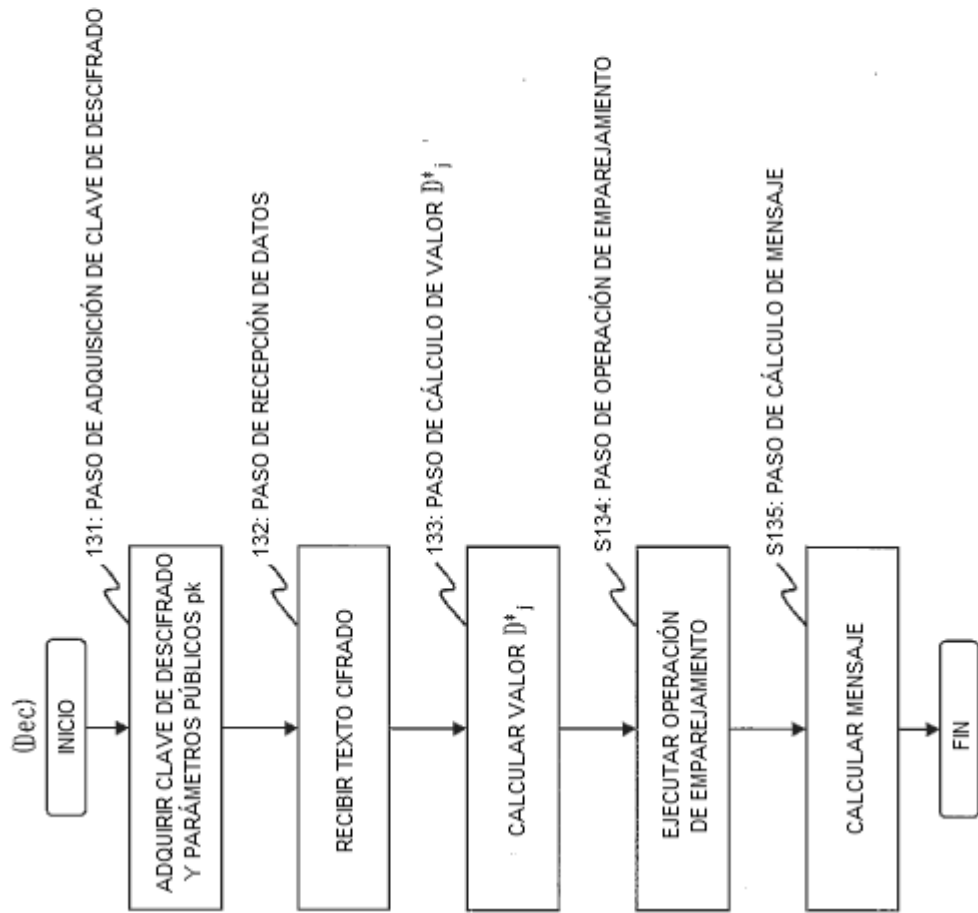 (𝔻ec)
INICIO
ADQUIRIR CLAVE DE DESCIFRADO
Y PARÁMETROS PÚBLICOS pk
131: PASO DE ADQUISICIÓN DE CLAVE DE DESCIFRADO
RECIBIR TEXTO CIFRADO
132: PASO DE RECEPCIÓN DE DATOS
CALCULAR VALOR 𝔻*j
133: PASO DE CÁLCULO DE VALOR 𝔻*j
EJECUTAR OPERACIÓN
DE EMPAREJAMIENTO
S134: PASO DE OPERACIÓN DE EMPAREJAMIENTO
CALCULAR MENSAJE
S135: PASO DE CÁLCULO DE MENSAJE
FIN